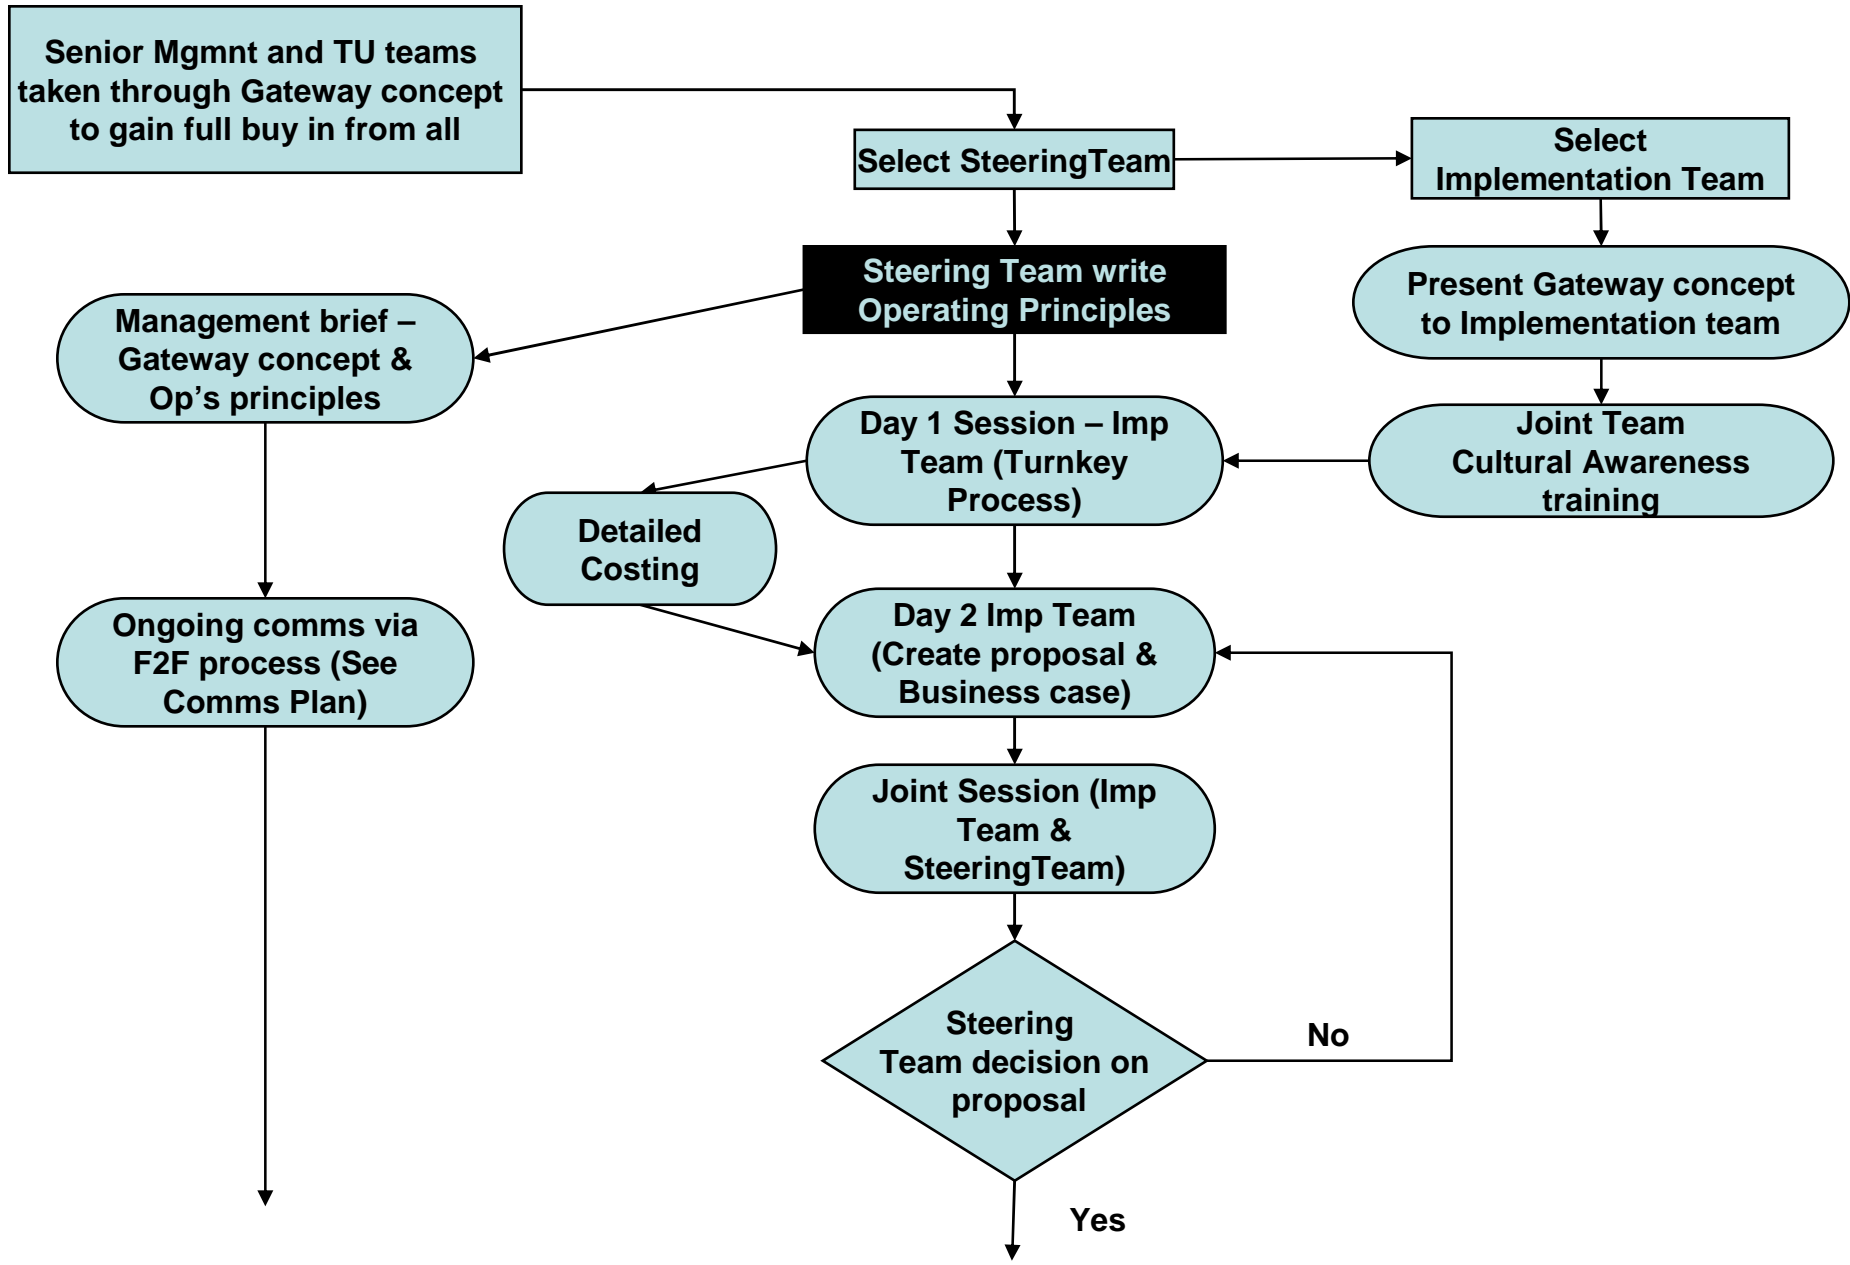 Senior Mgmnt and TU teams
taken through Gateway concept
to gain full buy in from all
Select SteeringTeam
Select
Implementation Team
Steering Team write
Operating Principles
Present Gateway concept
to Implementation team
Management brief –
Gateway concept &
Op’s principles
Day 1 Session – Imp
Team (Turnkey
Process)
Joint Team
Cultural Awareness
training
Detailed
Costing
Ongoing comms via
F2F process (See
Comms Plan)
Day 2 Imp Team
(Create proposal &
Business case)
Joint Session (Imp
Team &
SteeringTeam)
Steering
Team decision on
proposal
No
Yes